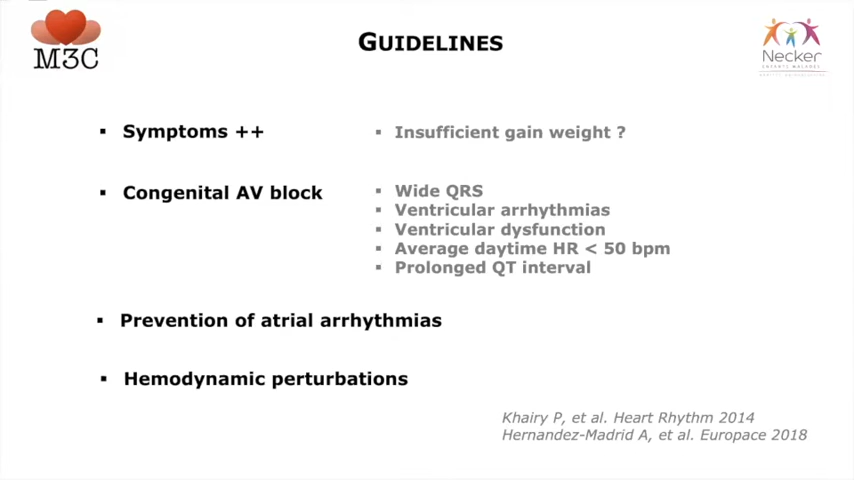 M3C
GUIDELINES
Necker
ENFANTS MALADES
▪ Symptoms ++
▪ Insufficient gain weight ?
▪ Congenital AV block
▪ Wide QRS
▪ Ventricular arrhythmias
▪ Ventricular dysfunction
▪ Average daytime HR < 50 bpm
▪ Prolonged QT interval
▪ Prevention of atrial arrhythmias
▪ Hemodynamic perturbations
Khairy P, et al. Heart Rhythm 2014
Hernandez-Madrid A, et al. Europace 2018